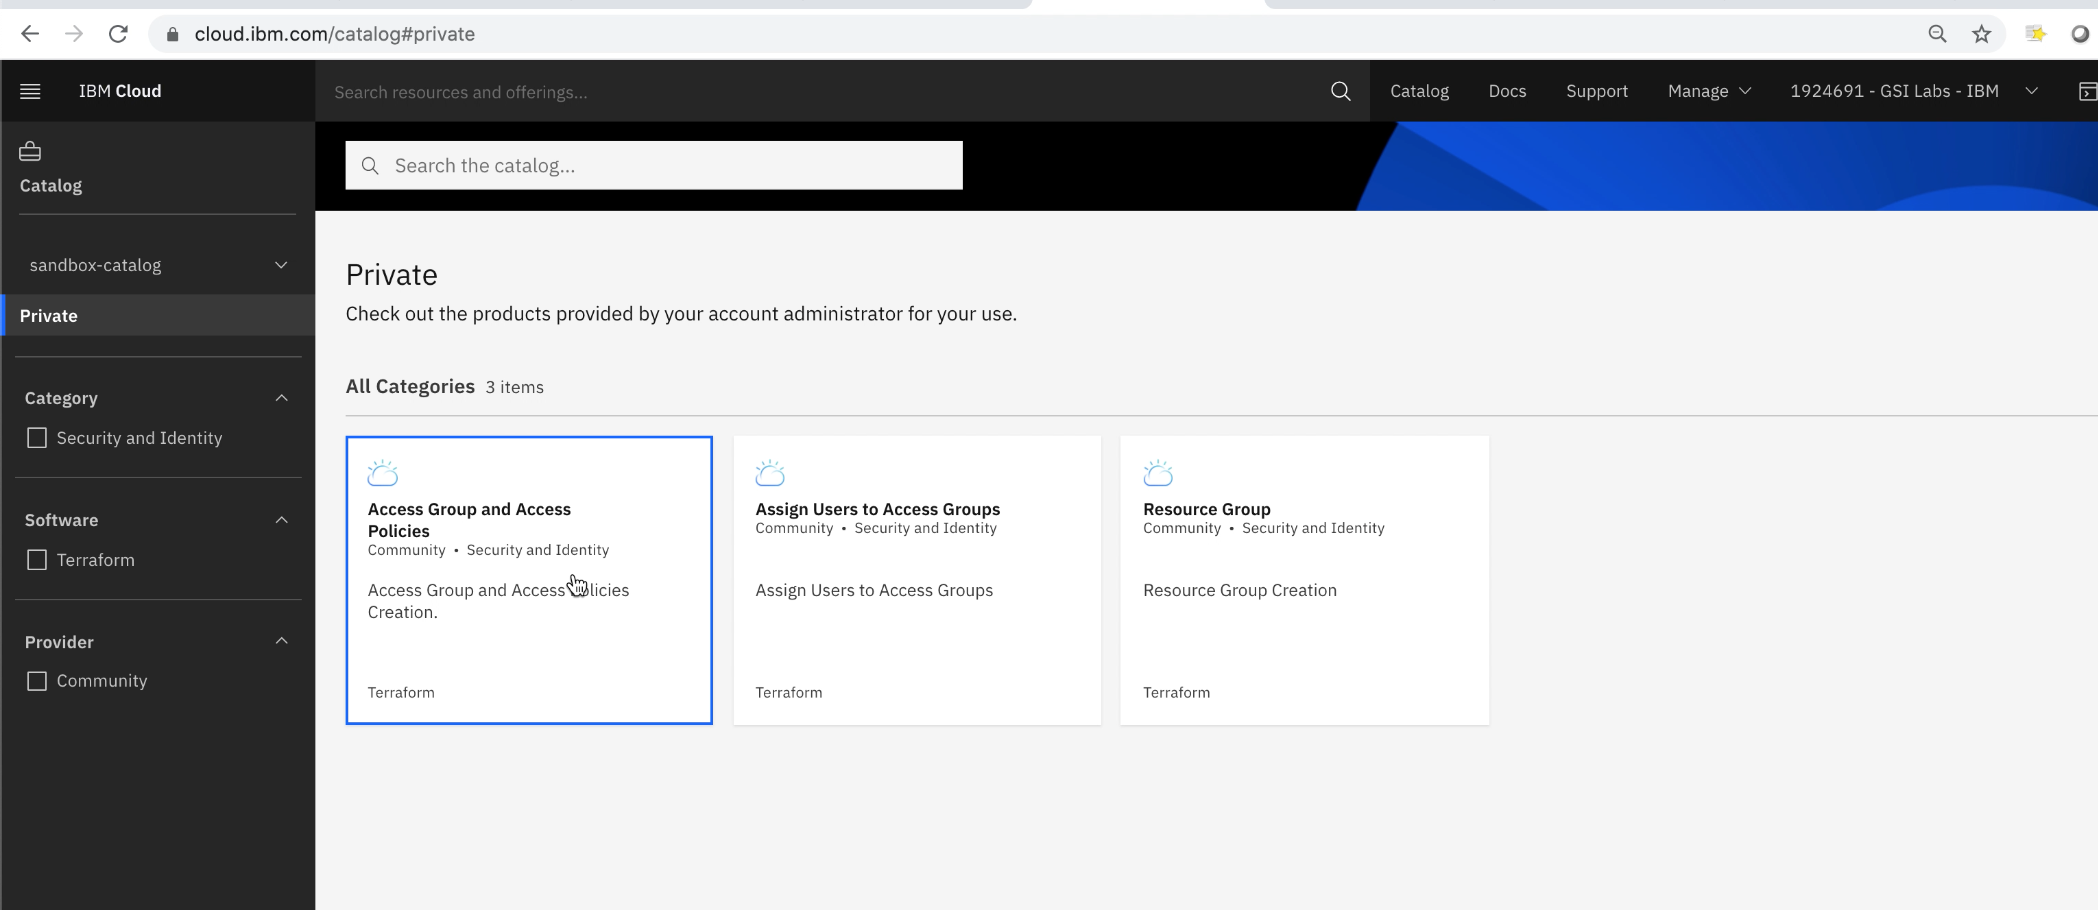 cloud.ibm.com/catalog#private
IBM Cloud
Search resources and offerings...
Catalog
Docs
Support
Manage
1924691 - GSI Labs - IBM
Catalog
sandbox-catalog
Private
Category
Security and Identity
Software
Terraform
Provider
Community
Search the catalog...
Private
Check out the products provided by your account administrator for your use.
All Categories 3 items
Access Group and Access
Policies
Community • Security and Identity
Access Group and Access Policies
Creation.
Terraform
Assign Users to Access Groups
Community • Security and Identity
Assign Users to Access Groups
Terraform
Resource Group
Community • Security and Identity
Resource Group Creation
Terraform